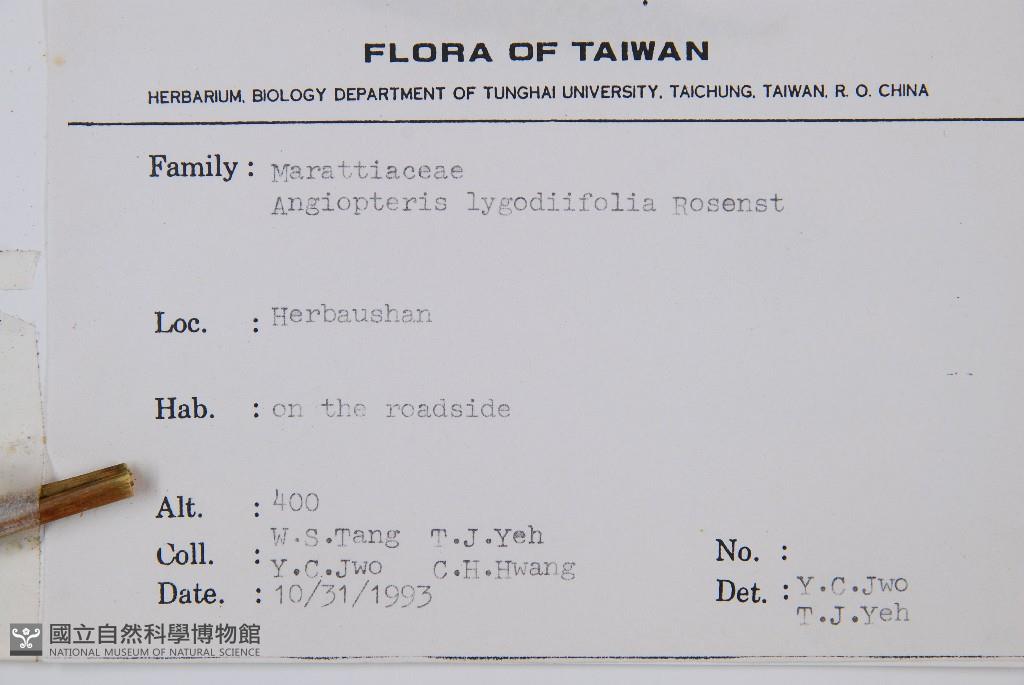 FLORA OF TAIWAN
HERBARIUM, BIOLOGY DEPARTMENT OF TUNGHAI UNIVERSITY, TAICHUNG, TAIWAN, R. O. CHINA
Family : Marattiaceae
Angiopteris lygodiifolia Rosenst
Loc. : Herbaushan
Hab. : on the roadside
Alt. : 400
Coll. : W.S.Tang T.J.Yeh
Y.C.Jwo C.H.Hwang
No. :
Date. : 10/31/1993
Det. : Y.C.Jwo
T.J.Yeh
國立自然科學博物館
NATIONAL MUSEUM OF NATURAL SCIENCE